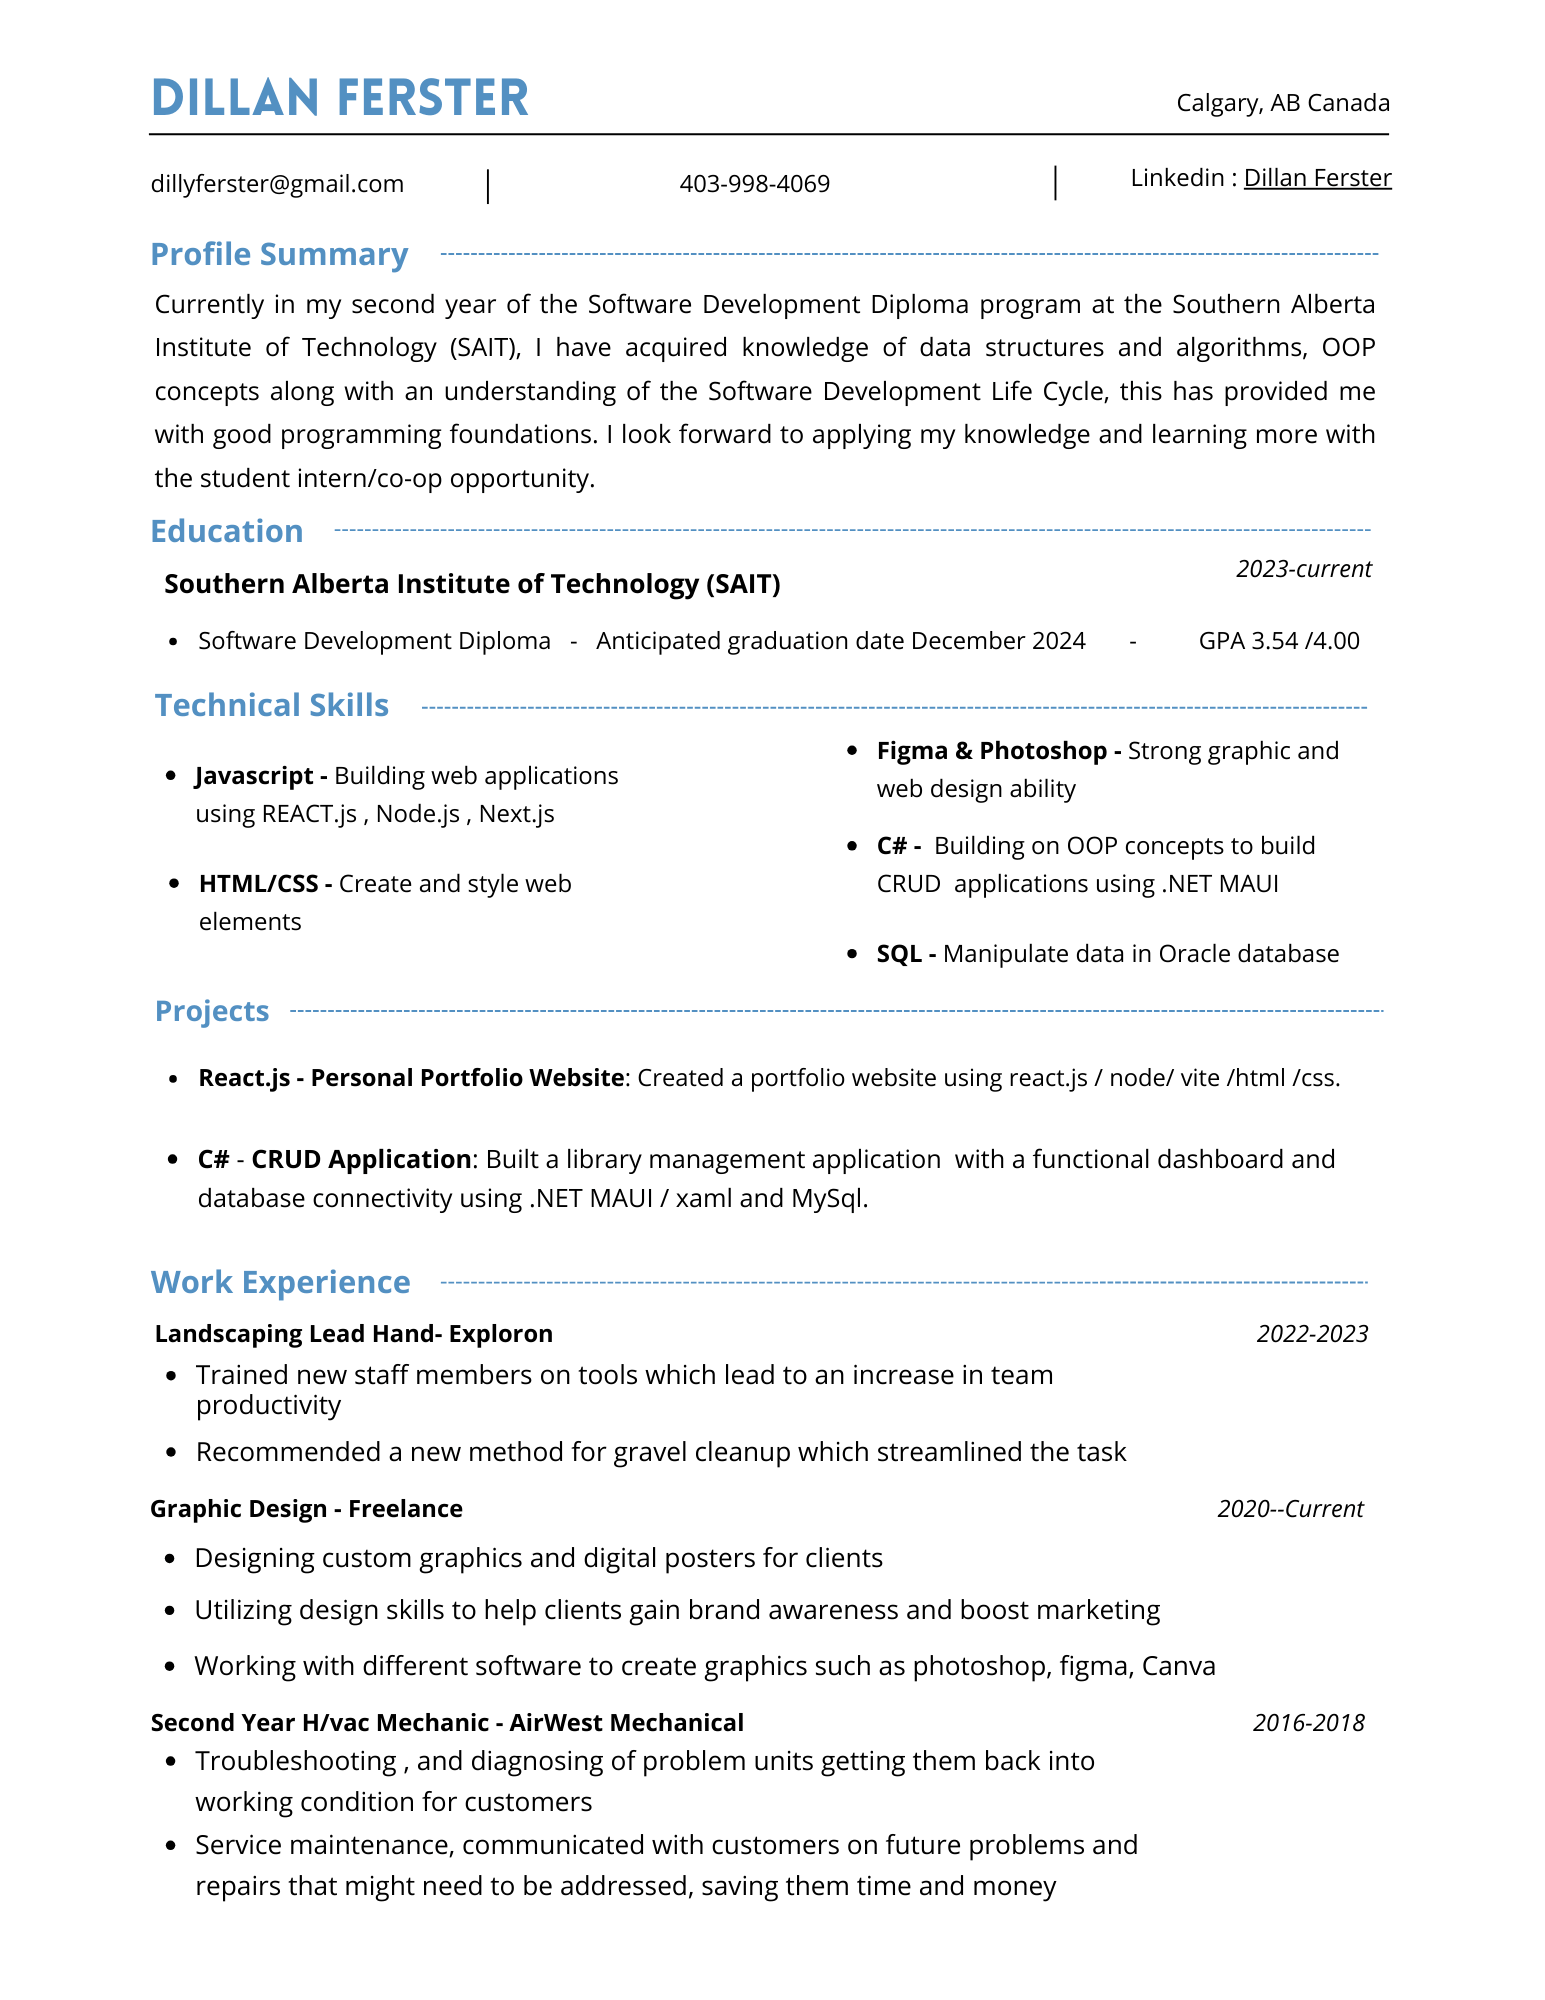 DILLAN FERSTER
Calgary, AB Canada
dillyferster@gmail.com | 403-998-4069 | Linkedin : Dillan Ferster
Profile Summary
Currently in my second year of the Software Development Diploma program at the Southern Alberta
Institute of Technology (SAIT), I have acquired knowledge of data structures and algorithms, OOP
concepts along with an understanding of the Software Development Life Cycle, this has provided me
with good programming foundations. I look forward to applying my knowledge and learning more with
the student intern/co-op opportunity.
Education
2023-current
Southern Alberta Institute of Technology (SAIT)
• Software Development Diploma - Anticipated graduation date December 2024 - GPA 3.54 /4.00
Technical Skills
• Javascript - Building web applications
using REACT.js , Node.js , Next.js
• HTML/CSS - Create and style web
elements
• Figma & Photoshop - Strong graphic and
web design ability
• C# - Building on OOP concepts to build
CRUD applications using .NET MAUI
• SQL - Manipulate data in Oracle database
Projects
• React.js - Personal Portfolio Website: Created a portfolio website using react.js / node/ vite /html /css.
• C# - CRUD Application: Built a library management application with a functional dashboard and
database connectivity using .NET MAUI / xaml and MySql.
Work Experience
Landscaping Lead Hand- Exploron 2022-2023
• Trained new staff members on tools which lead to an increase in team
productivity
• Recommended a new method for gravel cleanup which streamlined the task
Graphic Design - Freelance 2020--Current
• Designing custom graphics and digital posters for clients
• Utilizing design skills to help clients gain brand awareness and boost marketing
• Working with different software to create graphics such as photoshop, figma, Canva
Second Year H/vac Mechanic - AirWest Mechanical 2016-2018
• Troubleshooting , and diagnosing of problem units getting them back into
working condition for customers
• Service maintenance, communicated with customers on future problems and
repairs that might need to be addressed, saving them time and money